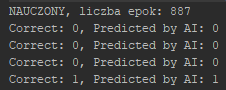 NAUCZONY, liczba epok: 887
Correct: 0, Predicted by AI: 0
Correct: 0, Predicted by AI: 0
Correct: 0, Predicted by AI: 0
Correct: 1, Predicted by AI: 1